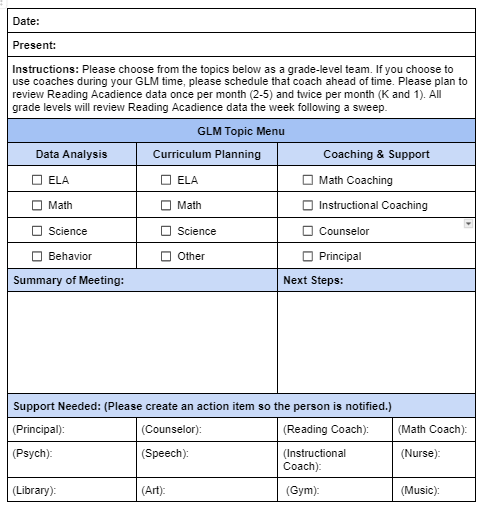 Date:
Present:
Instructions: Please choose from the topics below as a grade-level team. If you choose to
use coaches during your GLM time, please schedule that coach ahead of time. Please plan to
review Reading Acadience data once per month (2-5) and twice per month (K and 1). All
grade levels will review Reading Acadience data the week following a sweep.
GLM Topic Menu
Data Analysis Curriculum Planning Coaching & Support
ELA ELA Math Coaching
Math Math Instructional Coaching
Science Science Counselor
Behavior Other Principal
Summary of Meeting: Next Steps:
Support Needed: (Please create an action item so the person is notified.)
(Principal): (Counselor): (Reading Coach): (Math Coach):
(Psych): (Speech): (Instructional (Nurse):
Coach):
(Library): (Art): (Gym): (Music):